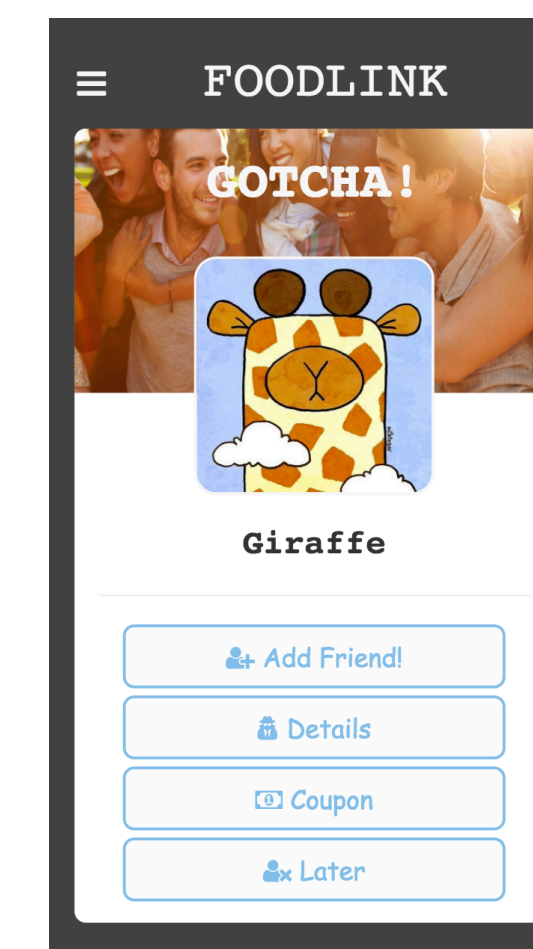 FOODLINK
GOTCHA!
Giraffe
Add Friend!
Details
Coupon
Later